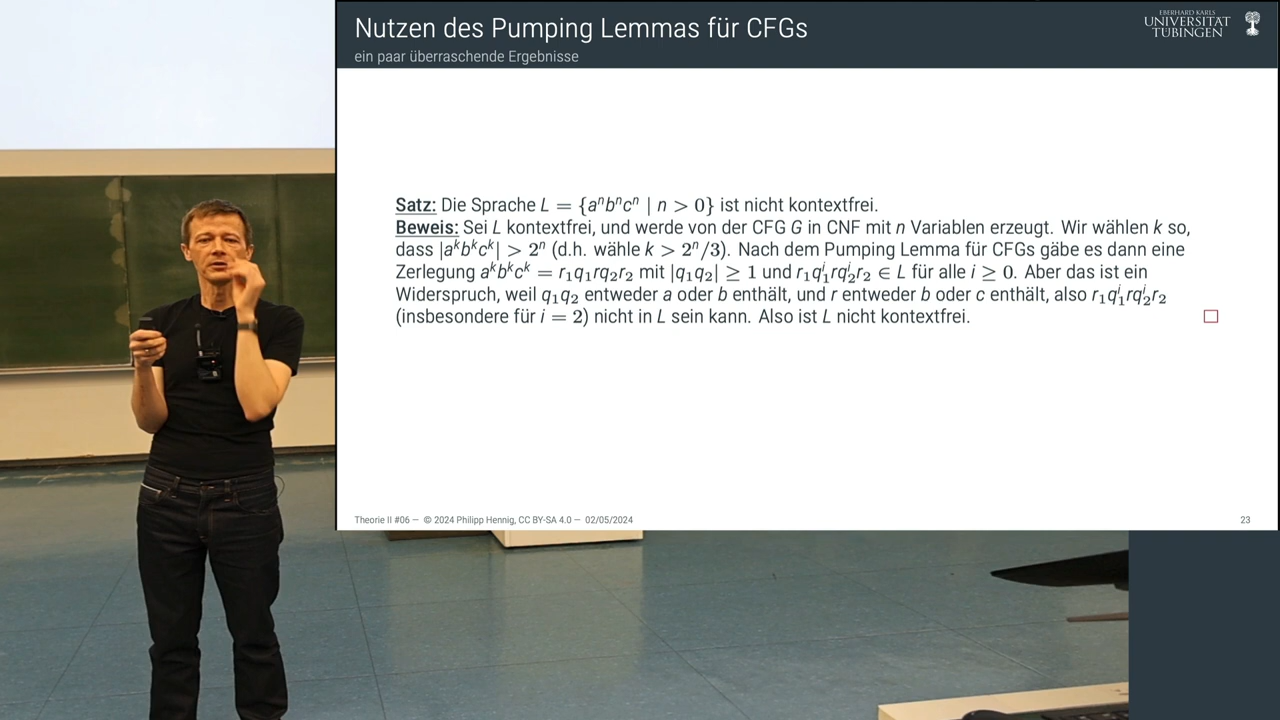 Nutzen des Pumping Lemmas für CFGs
ein paar überraschende Ergebnisse
EBERHARD KARLS
UNIVERSITÄT
TÜBINGEN
Satz: Die Sprache L = {aⁿbⁿcⁿ | n > 0} ist nicht kontextfrei.
Beweis: Sei L kontextfrei, und werde von der CFG G in CNF mit n Variablen erzeugt. Wir wählen k so,
dass |aᵏbᵏcᵏ| > 2ⁿ (d.h. wähle k > 2ⁿ/3). Nach dem Pumping Lemma für CFGs gäbe es dann eine
Zerlegung aᵏbᵏcᵏ = r₁q₁rq₂r₂ mit |q₁q₂| ≥ 1 und r₁q₁ⁱrq₂ⁱr₂ ∈ L für alle i ≥ 0. Aber das ist ein
Widerspruch, weil q₁q₂ entweder a oder b enthält, und r entweder b oder c enthält, also r₁q₁ⁱrq₂ⁱr₂
(insbesondere für i = 2) nicht in L sein kann. Also ist L nicht kontextfrei. □
Theorie II #06 — © 2024 Philipp Hennig, CC BY-SA 4.0 — 02/05/2024
23